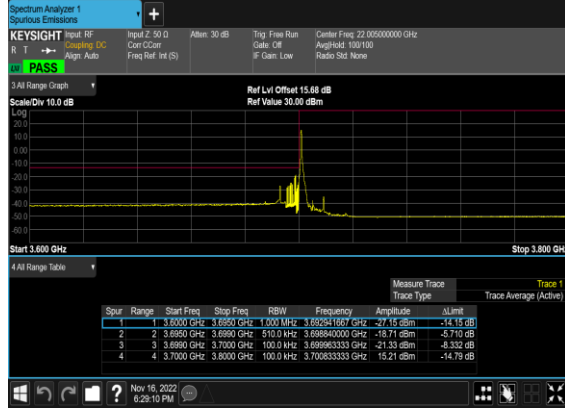 Spectrum Analyzer 1
Spurious Emissions
+
KEYSIGHT Input: RF Input Z: 50 Ω Atten: 30 dB Trig: Free Run Center Freq: 22.005000000 GHz
R T Coupling: DC Corr CCorr Gate: Off Avg|Hold: 100/100
Align: Auto Freq Ref: Int (S) IF Gain: Low Radio Std: None
PASS
3 All Range Graph
Ref Lvl Offset 15.68 dB
Scale/Div 10.0 dB Ref Value 30.00 dBm
Log
20.0
10.0
0.00
-10.0
-20.0
-30.0
-40.0
-50.0
-60.0
Start 3.600 GHz Stop 3.800 GH
4 All Range Table
Measure Trace Trace 1
Trace Type Trace Average (Active)
Spur Range Start Freq Stop Freq RBW Frequency Amplitude ΔLimit
1 1 3.6000 GHz 3.6950 GHz 1.000 MHz 3.692941667 GHz -27.15 dBm -14.15 dB
2 2 3.6950 GHz 3.6990 GHz 510.0 kHz 3.698840000 GHz -18.71 dBm -5.710 dB
3 3 3.6990 GHz 3.7000 GHz 100.0 kHz 3.699963333 GHz -21.33 dBm -8.332 dB
4 4 3.7000 GHz 3.8000 GHz 100.0 kHz 3.700833333 GHz 15.21 dBm -14.79 dB
? Nov 16, 2022
6:29:10 PM